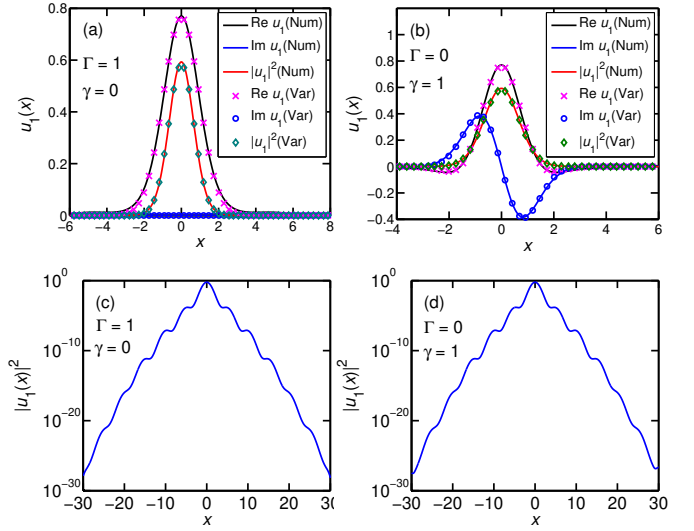 (a)
Γ = 1
γ = 0
Re u₁(Num)
Im u₁(Num)
|u₁|²(Num)
Re u₁(Var)
Im u₁(Var)
|u₁|²(Var)
u₁(x)
0.8
0.6
0.4
0.2
0
−6 −4 −2 0 2 4 6 8
x
(b)
Γ = 0
γ = 1
Re u₁(Num)
Im u₁(Num)
|u₁|²(Num)
Re u₁(Var)
Im u₁(Var)
|u₁|²(Var)
u₁(x)
1
0.8
0.6
0.4
0.2
0
−0.2
−0.4
−4 −2 0 2 4 6
x
(c)
Γ = 1
γ = 0
|u₁(x)|²
10⁰
10⁻¹⁰
10⁻²⁰
10⁻³⁰
−30 −20 −10 0 10 20 30
x
(d)
Γ = 0
γ = 1
|u₁(x)|²
10⁰
10⁻¹⁰
10⁻²⁰
10⁻³⁰
−30 −20 −10 0 10 20 30
x